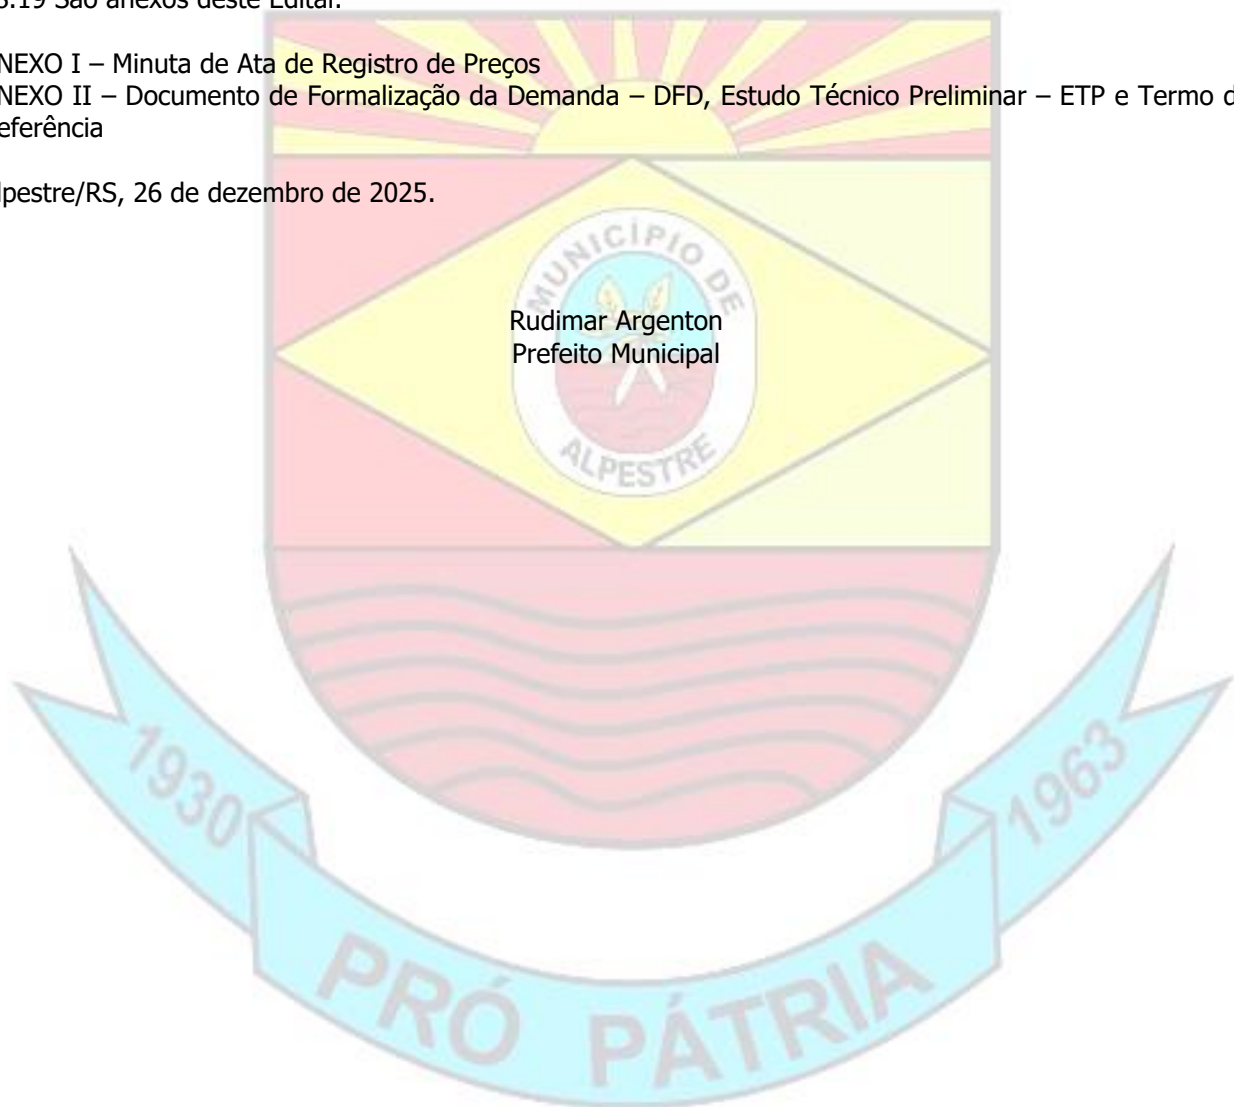 .19 São anexos deste Edital:
NEXO I – Minuta de Ata de Registro de Preços
NEXO II – Documento de Formalização da Demanda – DFD, Estudo Técnico Preliminar – ETP e Termo d
eferência
lpestre/RS, 26 de dezembro de 2025.
MUNICÍPIO DE
Rudimar Argenton
Prefeito Municipal
ALPESTRE
1930
1963
PRÓ PÁTRIA